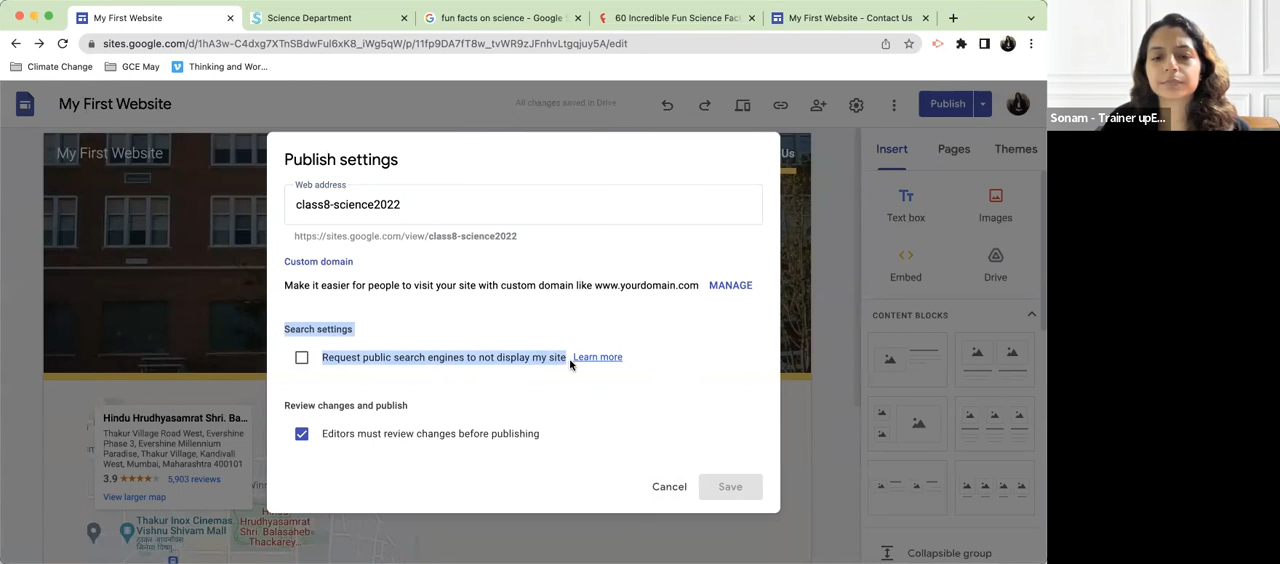 My First Website
Science Department
fun facts on science - Google S
60 Incredible Fun Science Fac
My First Website - Contact Us
sites.google.com/d/1hA3w-C4dxg7XTnSBdwFul6xK8_iWg5qW/p/11fp9DA7fT8w_tvWR9zJFnhvLtgqjuy5A/edit
Climate Change
GCE May
Thinking and Wor...
Sonam - Trainer upE...
My First Website
All changes saved in Drive
Publish
My First Website
Us
Publish settings
Web address
class8-science2022
https://sites.google.com/view/class8-science2022
Custom domain
Make it easier for people to visit your site with custom domain like www.yourdomain.com MANAGE
Search settings
Request public search engines to not display my site Learn more
Review changes and publish
Editors must review changes before publishing
Cancel
Save
Insert
Pages
Themes
Text box
Images
Embed
Drive
CONTENT BLOCKS
Collapsible group
Hindu Hrudhyasamrat Shri. Ba...
Thakur Village Road West, Evershine
Phase 3, Evershine Millennium
Paradise, Thakur Village, Kandivali
West, Mumbai, Maharashtra 400101
3.9 ★★★★ 5,903 reviews
View larger map
Thakur Inox Cinemas
Vishnu Shivam Mall
Hrudhyasamrat
Shri. Balasaheb
Thackarey...